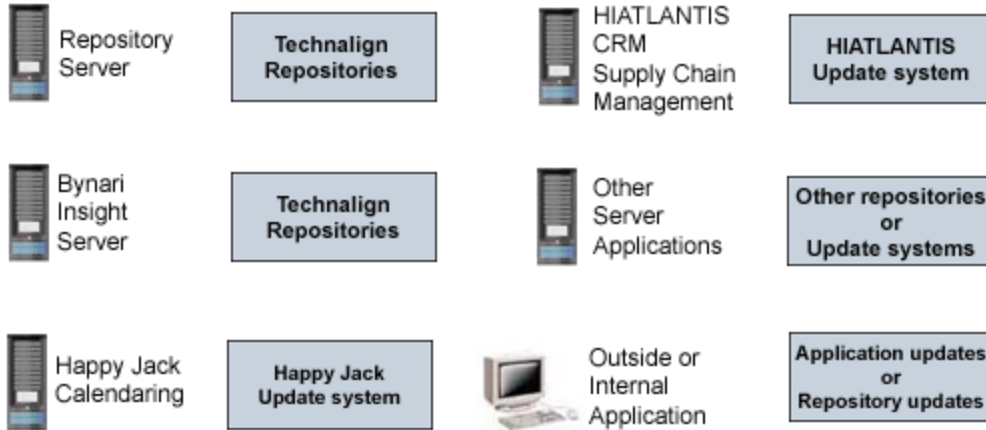 Repository
Server
Technalign
Repositories
HIATLANTIS
CRM
Supply Chain
Management
HIATLANTIS
Update system
Bynari
Insight
Server
Technalign
Repositories
Other
Server
Applications
Other repositories
or
Update systems
Happy Jack
Calendaring
Happy Jack
Update system
Outside or
Internal
Application
Application updates
or
Repository updates